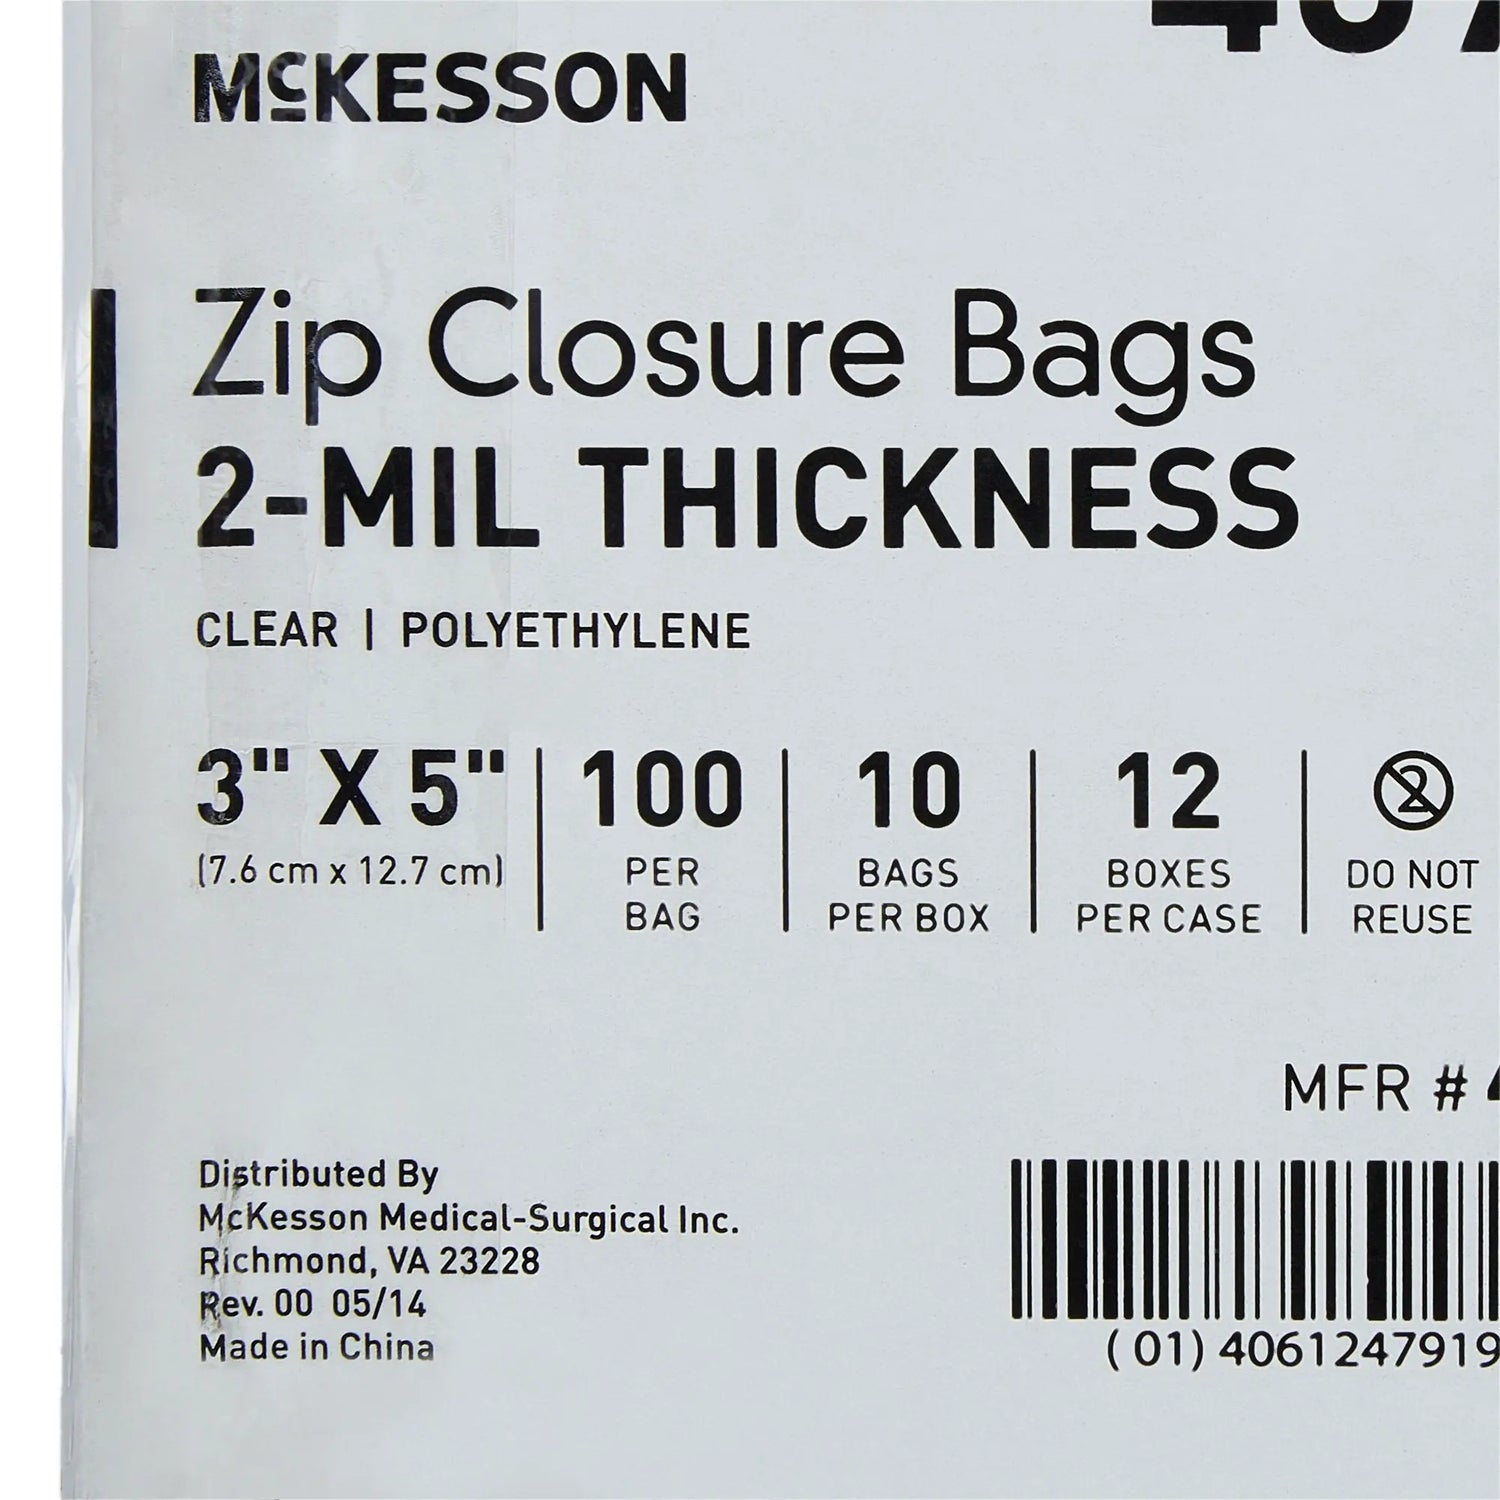 McKESSON
Zip Closure Bags
2-MIL THICKNESS
CLEAR | POLYETHYLENE
3" X 5"
(7.6 cm x 12.7 cm)
100
PER
BAG
10
BAGS
PER BOX
12
BOXES
PER CASE
2
DO NOT
REUSE
MFR #
Distributed By
McKesson Medical-Surgical Inc.
Richmond, VA 23228
Rev. 00 05/14
Made in China
( 01) 4061247919